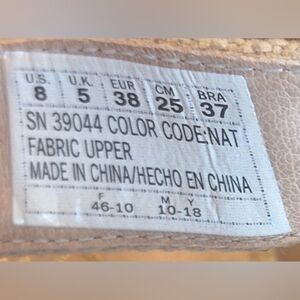 U.S. U.K. EUR CM BRA
8 5 38 25 37
SN 39044 COLOR CODE:NAT
FABRIC UPPER
MADE IN CHINA/HECHO EN CHINA
F M Y
46-10 10-18